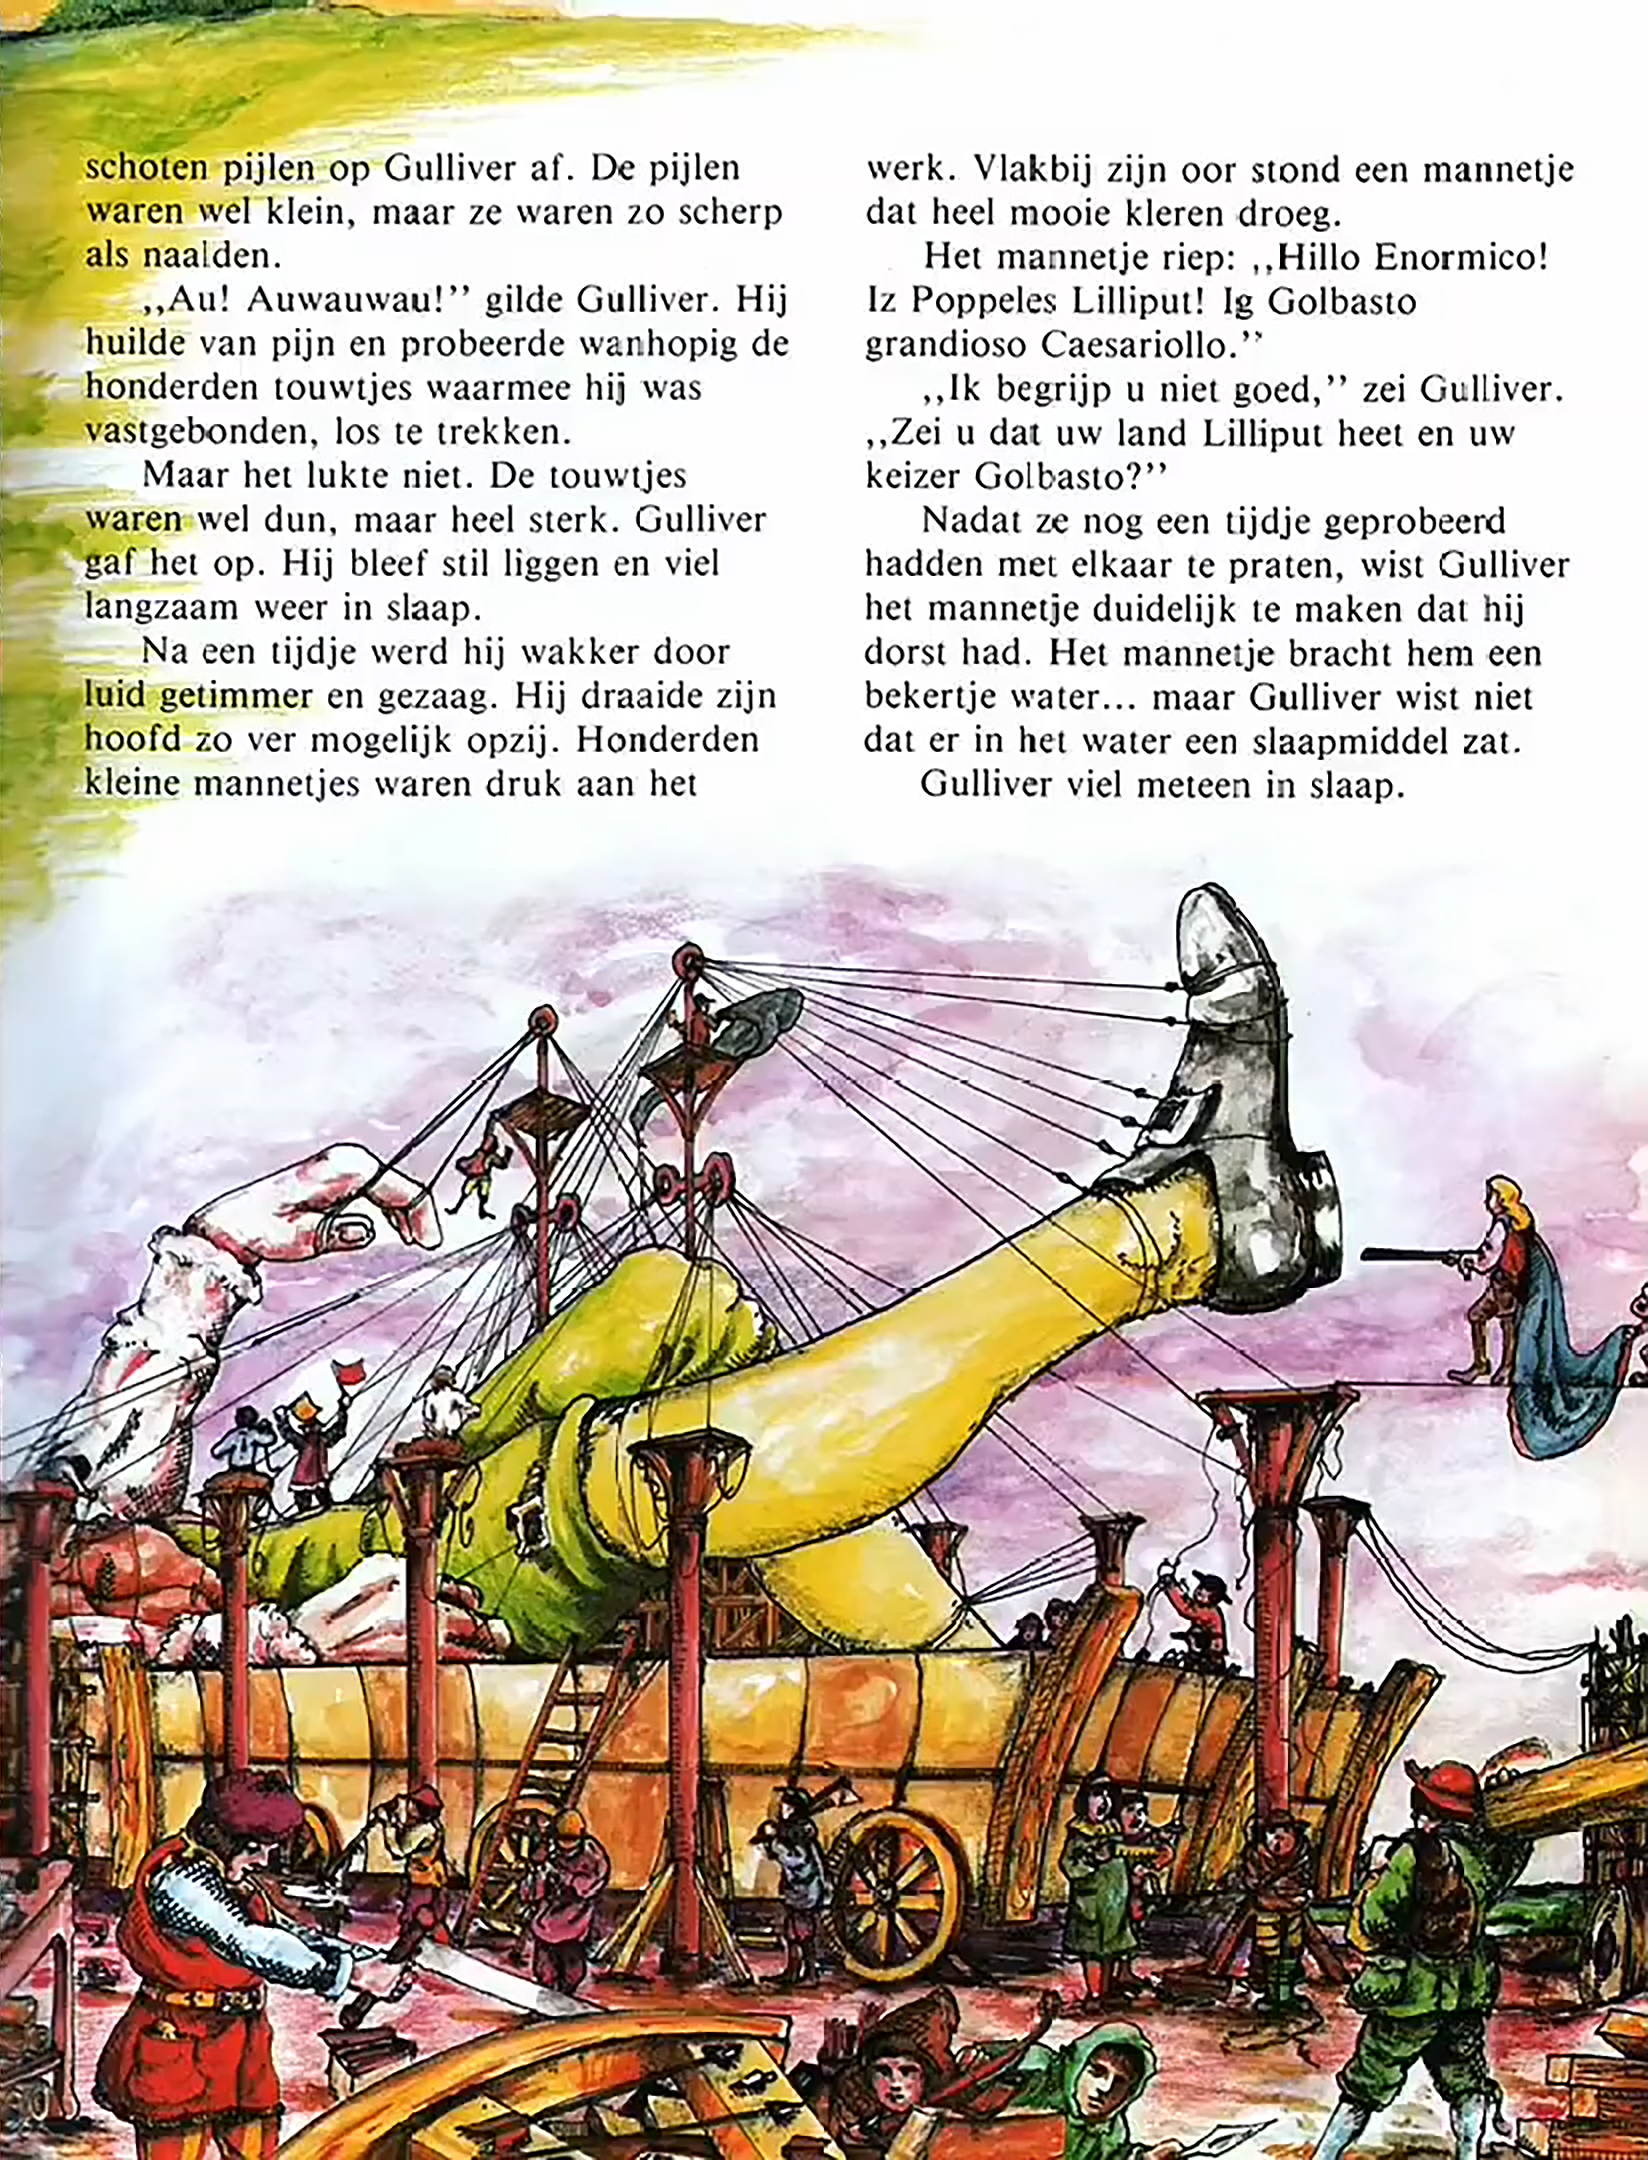 schoten pijlen op Gulliver af. De pijlen
waren wel klein, maar ze waren zo scherp
als naalden.
,,Au! Auwauwau!’’ gilde Gulliver. Hij
huilde van pijn en probeerde wanhopig de
honderden touwtjes waarmee hij was
vastgebonden, los te trekken.
Maar het lukte niet. De touwtjes
waren wel dun, maar heel sterk. Gulliver
gaf het op. Hij bleef stil liggen en viel
langzaam weer in slaap.
Na een tijdje werd hij wakker door
luid getimmer en gezaag. Hij draaide zijn
hoofd zo ver mogelijk opzij. Honderden
kleine mannetjes waren druk aan het
werk. Vlakbij zijn oor stond een mannetje
dat heel mooie kleren droeg.
Het mannetje riep: ,,Hillo Enormico!
Iz Poppeles Lilliput! Ig Golbasto
grandioso Caesariollo.’’
,,Ik begrijp u niet goed,’’ zei Gulliver.
,,Zei u dat uw land Lilliput heet en uw
keizer Golbasto?’’
Nadat ze nog een tijdje geprobeerd
hadden met elkaar te praten, wist Gulliver
het mannetje duidelijk te maken dat hij
dorst had. Het mannetje bracht hem een
bekertje water... maar Gulliver wist niet
dat er in het water een slaapmiddel zat.
Gulliver viel meteen in slaap.